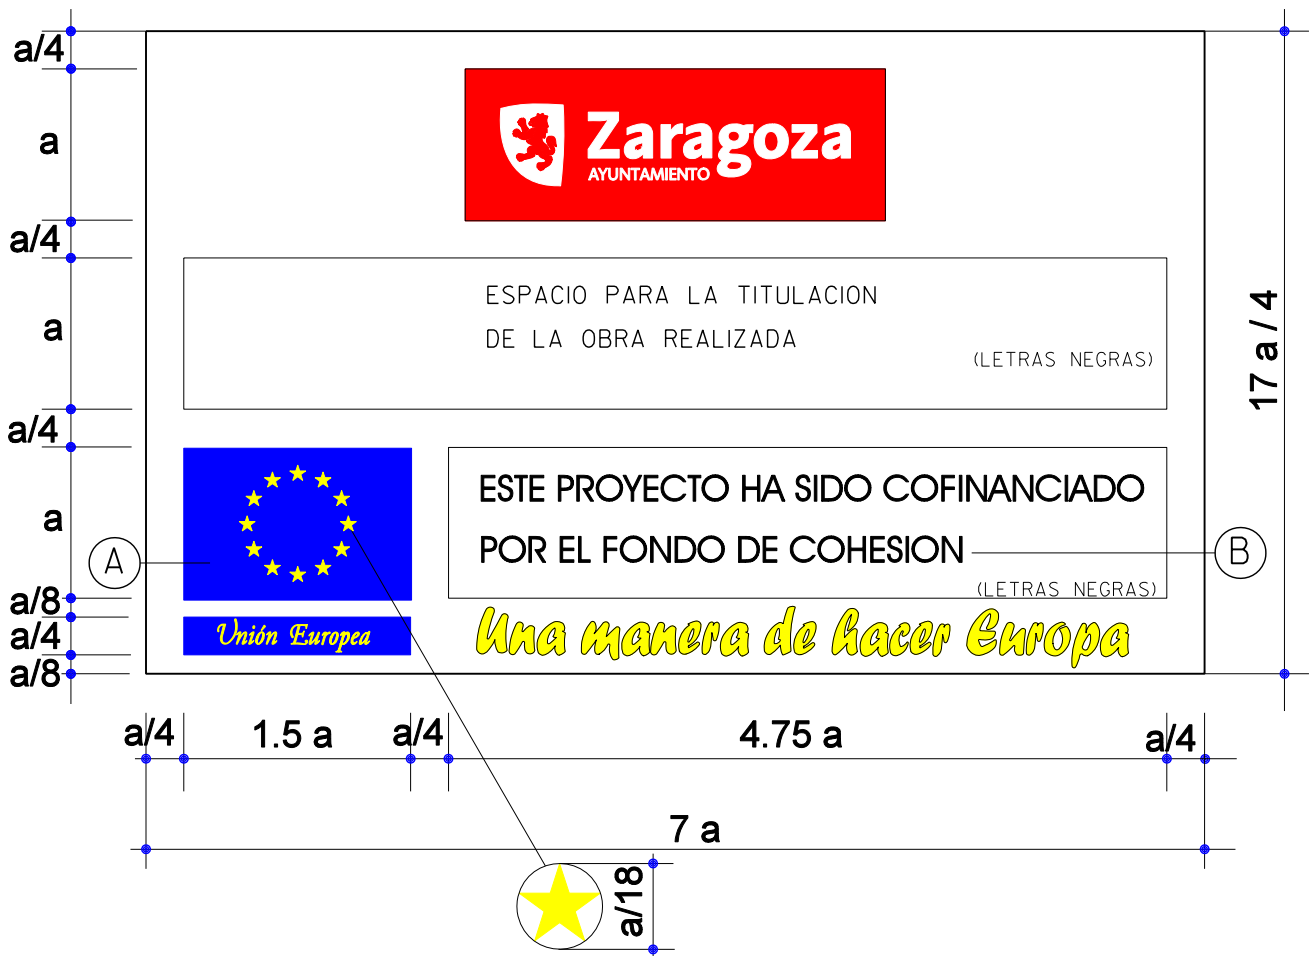 a/4
Zaragoza
AYUNTAMIENTO
a
a/4
ESPACIO PARA LA TITULACION
DE LA OBRA REALIZADA
(LETRAS NEGRAS)
a
17 a / 4
a/4
ESTE PROYECTO HA SIDO COFINANCIADO
POR EL FONDO DE COHESION
(LETRAS NEGRAS)
a
A
B
a/8
Unión Europea
Una manera de hacer Europa
a/4
a/8
a/4
1.5 a
a/4
4.75 a
a/4
7 a
a/18